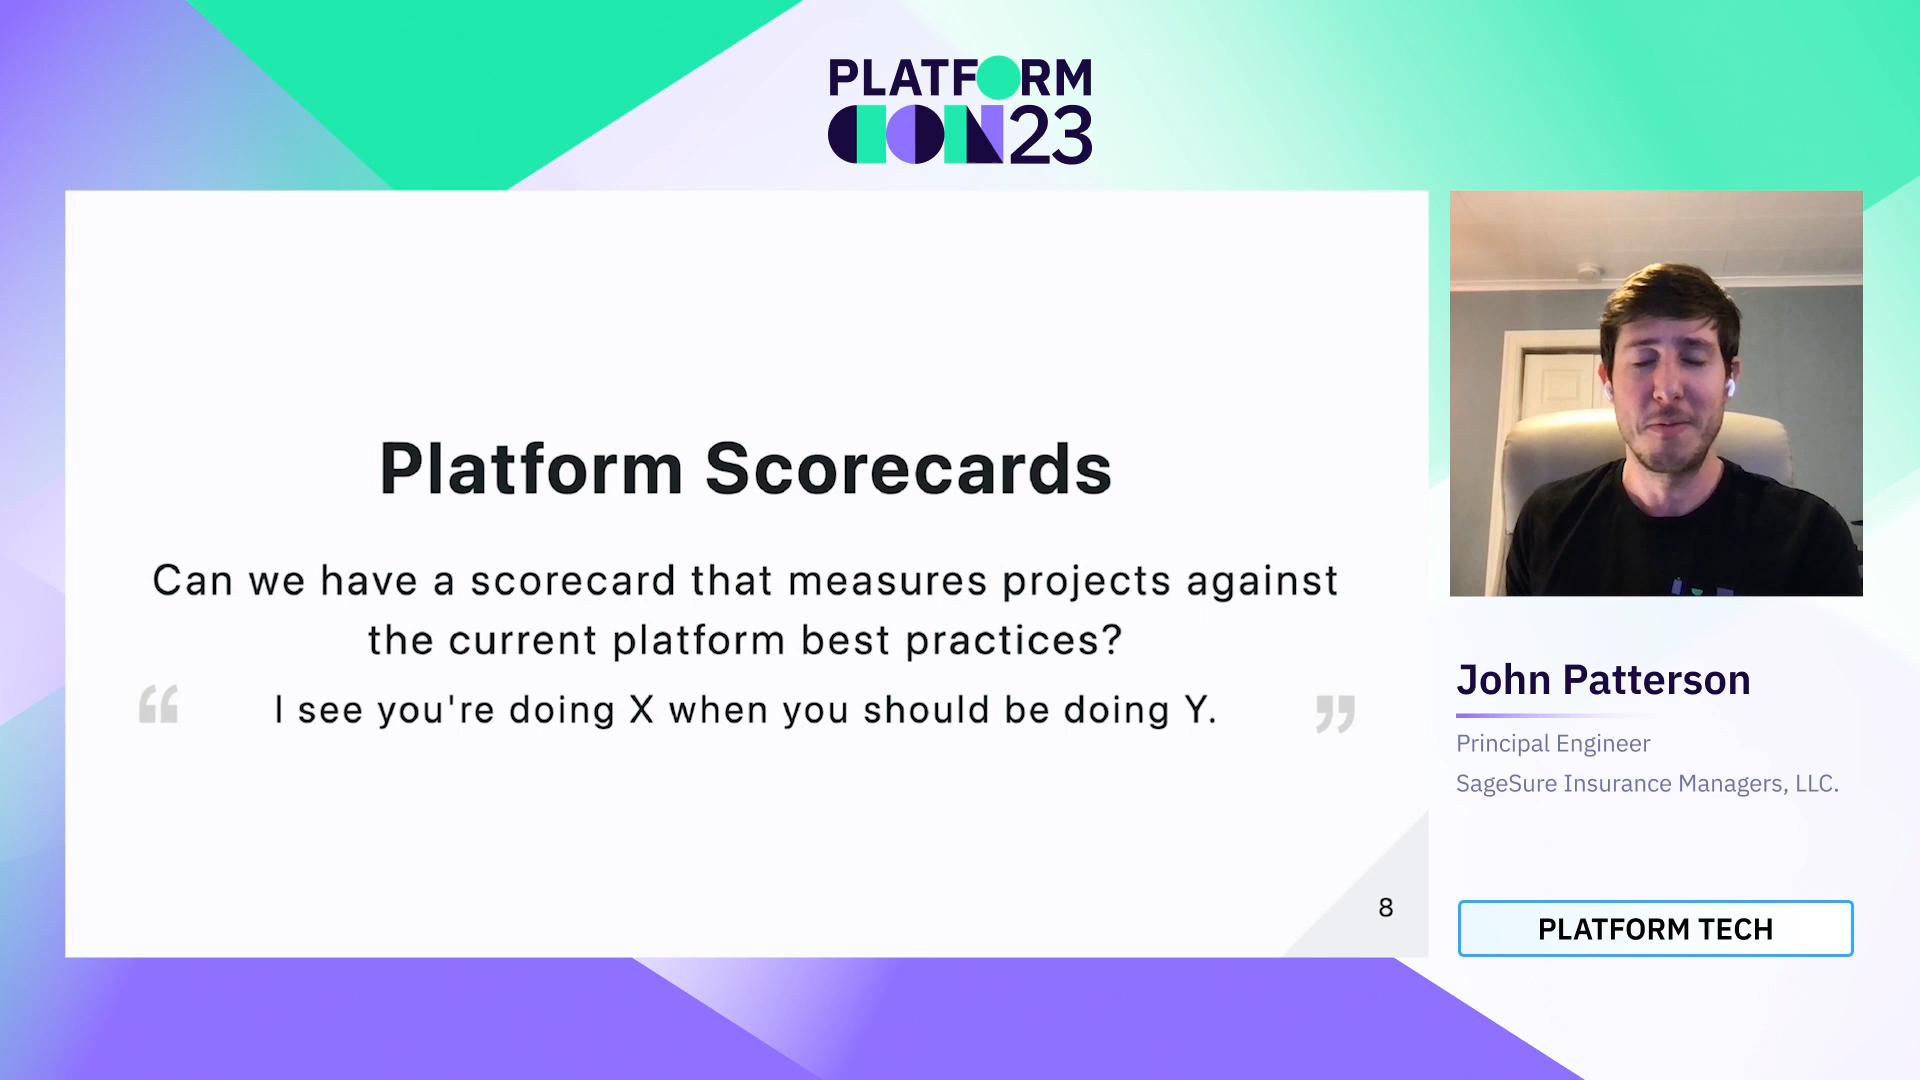 PLATFORM
CON23
Platform Scorecards
Can we have a scorecard that measures projects against
the current platform best practices?
“ I see you're doing X when you should be doing Y. ”
8
John Patterson
Principal Engineer
SageSure Insurance Managers, LLC.
PLATFORM TECH